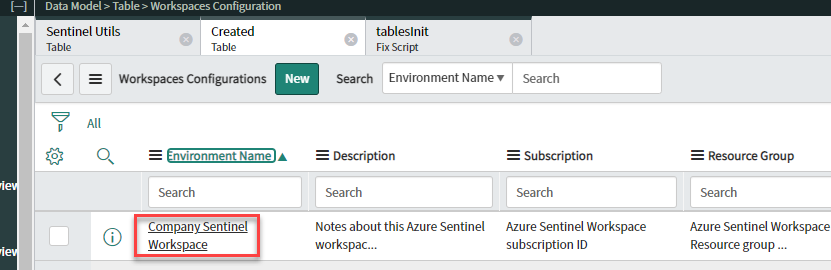 [—] Data Model > Table > Workspaces Configuration
Sentinel Utils Created tablesInit
Table Table Fix Script
Workspaces Configurations New Search Environment Name ▼ Search
All
Environment Name ▲ Description Subscription Resource Group
view
Search Search Search Search
Company Sentinel Notes about this Azure Sentinel Azure Sentinel Workspace Azure Sentinel Workspace
Workspace workspac... subscription ID Resource group ...
view